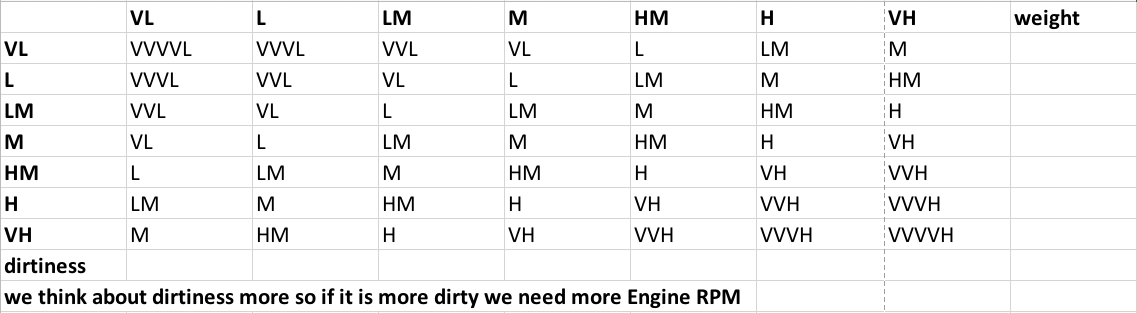 VL L LM M HM H VH weight
VL VVVVL VVVL VVL VL L LM M
L VVVL VVL VL L LM M HM
LM VVL VL L LM M HM H
M VL L LM M HM H VH
HM L LM M HM H VH VVH
H LM M HM H VH VVH VVVH
VH M HM H VH VVH VVVH VVVVH
dirtiness
we think about dirtiness more so if it is more dirty we need more Engine RPM